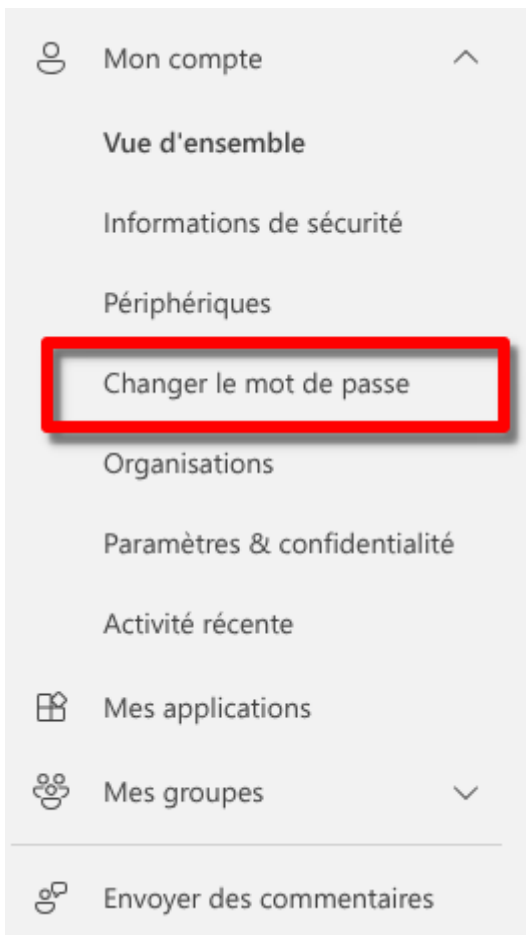 Mon compte
Vue d'ensemble
Informations de sécurité
Périphériques
Changer le mot de passe
Organisations
Paramètres & confidentialité
Activité récente
Mes applications
Mes groupes
Envoyer des commentaires